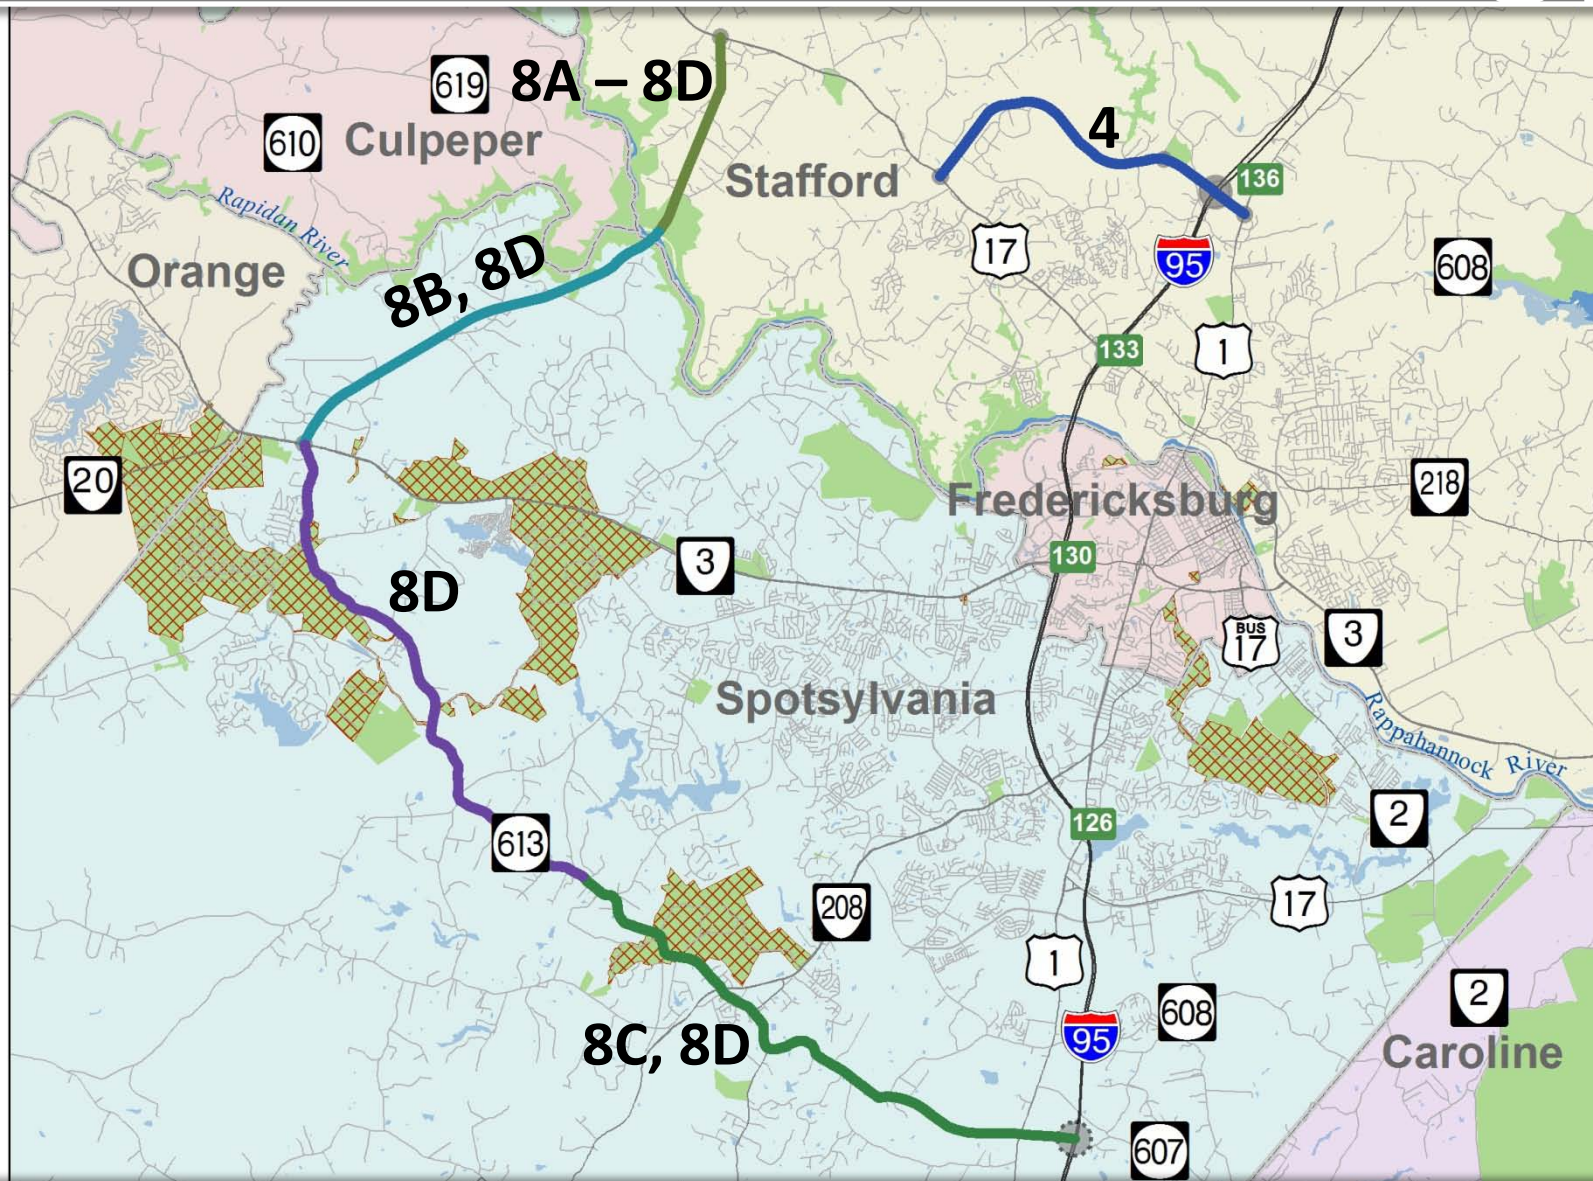 619
8A – 8D
610
Culpeper
4
Stafford
136
Rapidan River
17
95
608
Orange
8B, 8D
133
1
20
218
Fredericksburg
130
3
8D
BUS
17
3
Spotsylvania
Rappahannock River
2
126
613
208
17
1
2
608
95
8C, 8D
Caroline
607